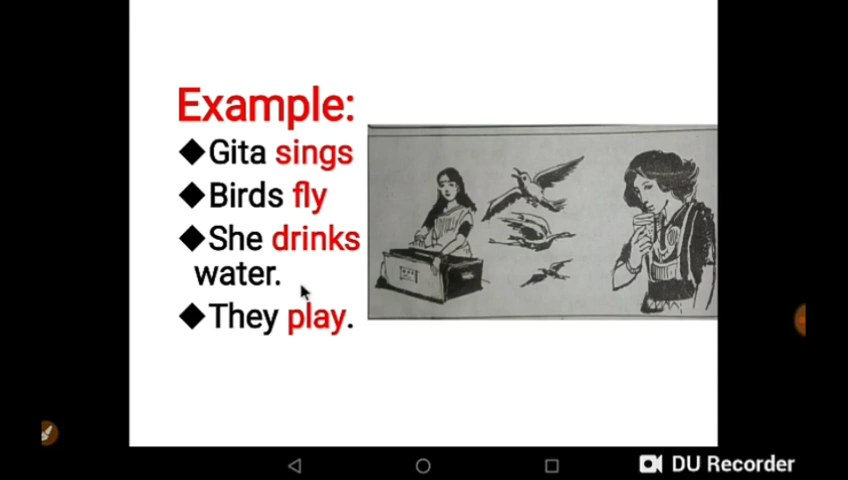 Example:
◆Gita sings
◆Birds fly
◆She drinks
water.
◆They play.
DU Recorder